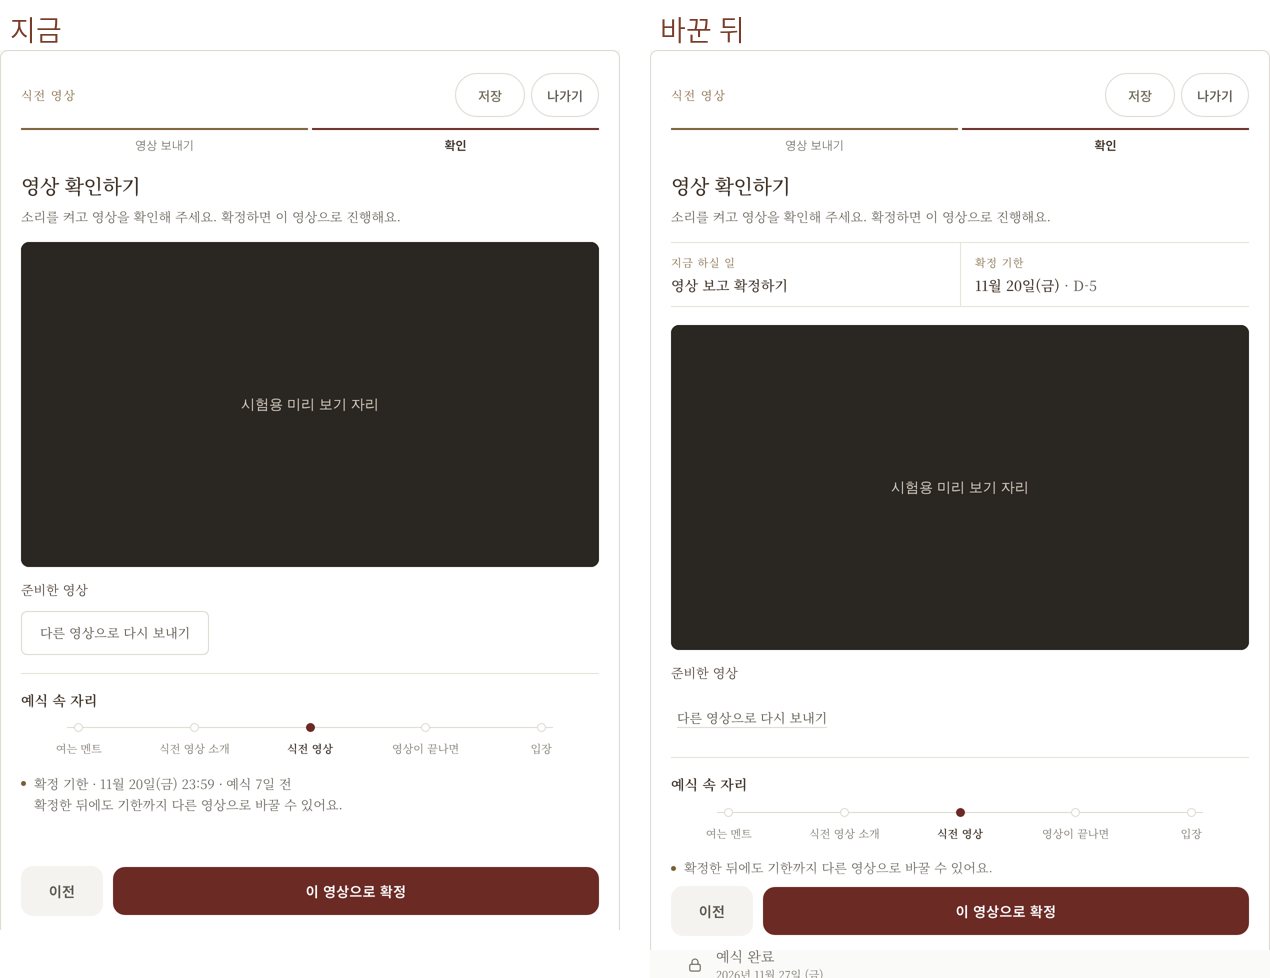 지금
식전 영상
저장
나가기
영상 보내기
확인
영상 확인하기
소리를 켜고 영상을 확인해 주세요. 확정하면 이 영상으로 진행해요.
시험용 미리 보기 자리
준비한 영상
다른 영상으로 다시 보내기
예식 속 자리
여는 멘트
식전 영상 소개
식전 영상
영상이 끝나면
입장
확정 기한 · 11월 20일(금) 23:59 · 예식 7일 전
확정한 뒤에도 기한까지 다른 영상으로 바꿀 수 있어요.
이전
이 영상으로 확정
바꾼 뒤
식전 영상
저장
나가기
영상 보내기
확인
영상 확인하기
소리를 켜고 영상을 확인해 주세요. 확정하면 이 영상으로 진행해요.
지금 하실 일
영상 보고 확정하기
확정 기한
11월 20일(금) · D-5
시험용 미리 보기 자리
준비한 영상
다른 영상으로 다시 보내기
예식 속 자리
여는 멘트
식전 영상 소개
식전 영상
영상이 끝나면
입장
확정한 뒤에도 기한까지 다른 영상으로 바꿀 수 있어요.
이전
이 영상으로 확정
예식 완료
2026년 11월 27일 (금)